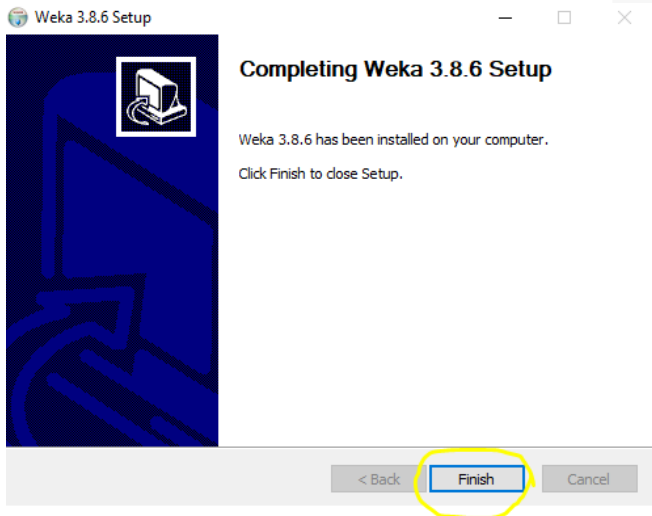 Weka 3.8.6 Setup
Completing Weka 3.8.6 Setup
Weka 3.8.6 has been installed on your computer.
Click Finish to close Setup.
< Back Finish Cancel